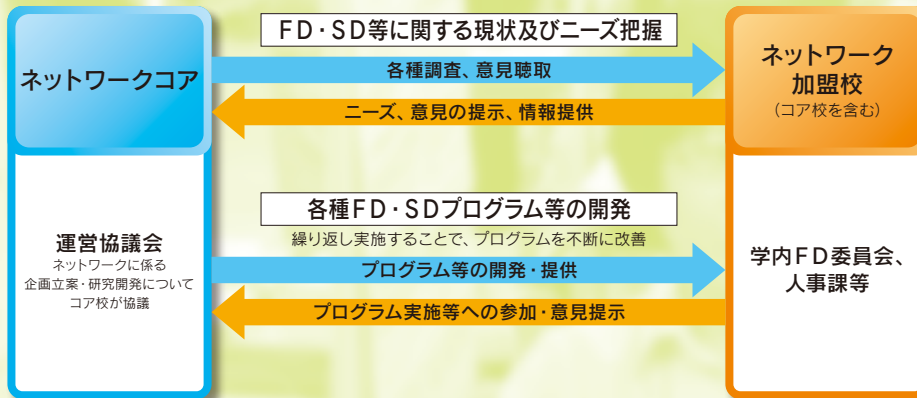 FD・SD等に関する現状及びニーズ把握
ネットワークコア
各種調査、意見聴取
ニーズ、意見の提示、情報提供
ネットワーク
加盟校
（コア校を含む）
各種FD・SDプログラム等の開発
繰り返し実施することで、プログラムを不断に改善
運営協議会
ネットワークに係る
企画立案・研究開発について
コア校が協議
プログラム等の開発・提供
プログラム実施等への参加・意見提示
学内FD委員会、
人事課等